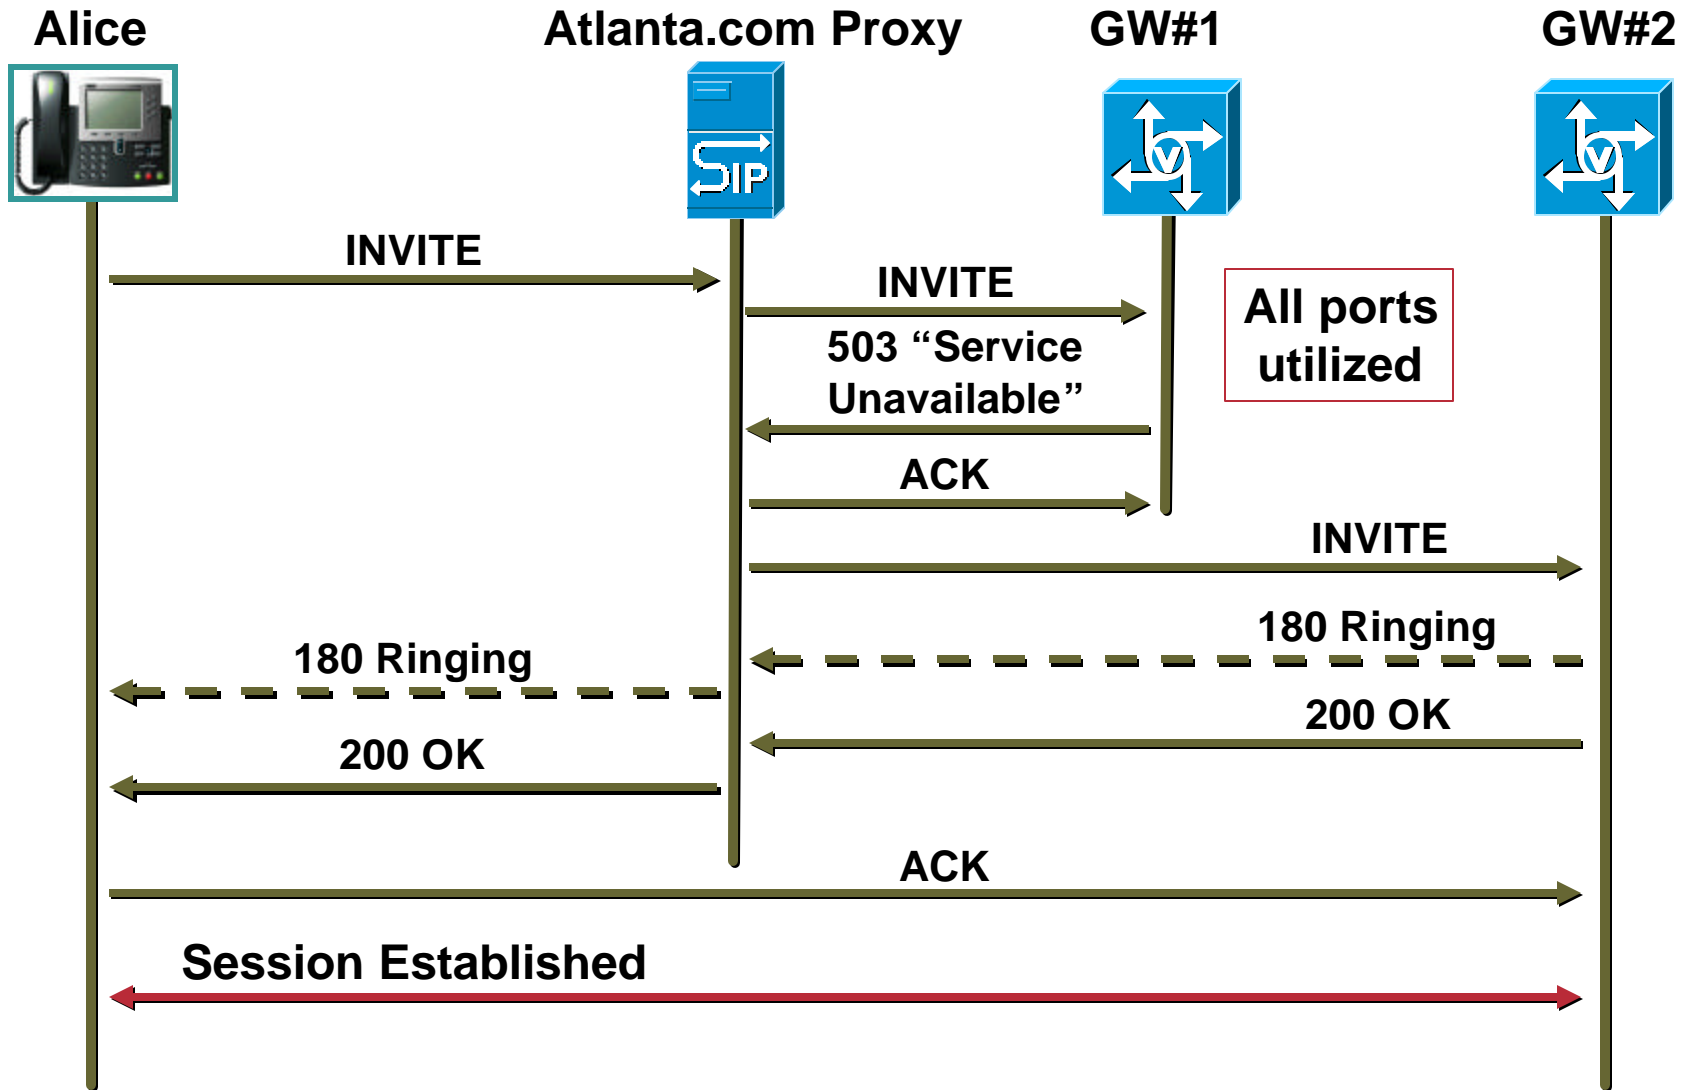 Alice
Atlanta.com Proxy
GW#1
GW#2
SIP
V
V
INVITE
INVITE
All ports
utilized
503 “Service
Unavailable”
ACK
INVITE
180 Ringing
180 Ringing
200 OK
200 OK
ACK
Session Established